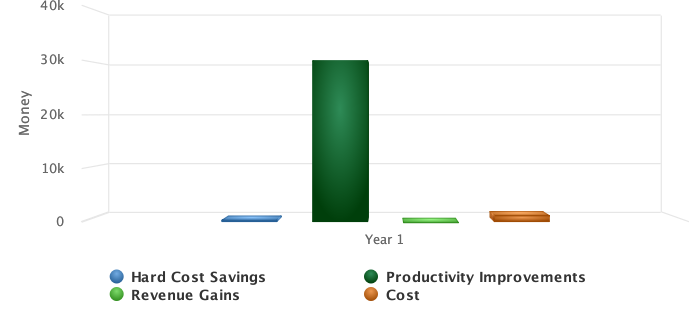 40k
30k
20k
10k
0
Money
Year 1
Hard Cost Savings
Productivity Improvements
Revenue Gains
Cost